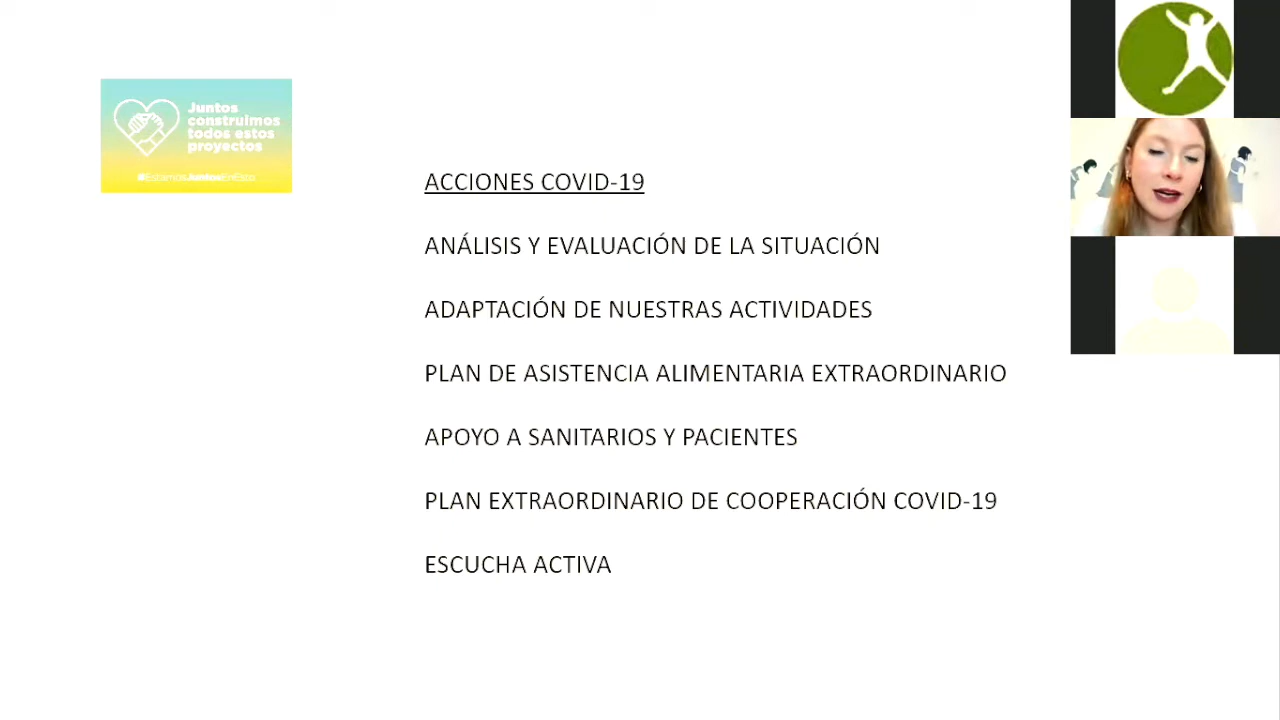 Juntos
construimos
todos estos
proyectos
#EstamosJuntosEnEsto
ACCIONES COVID-19
ANÁLISIS Y EVALUACIÓN DE LA SITUACIÓN
ADAPTACIÓN DE NUESTRAS ACTIVIDADES
PLAN DE ASISTENCIA ALIMENTARIA EXTRAORDINARIO
APOYO A SANITARIOS Y PACIENTES
PLAN EXTRAORDINARIO DE COOPERACIÓN COVID-19
ESCUCHA ACTIVA